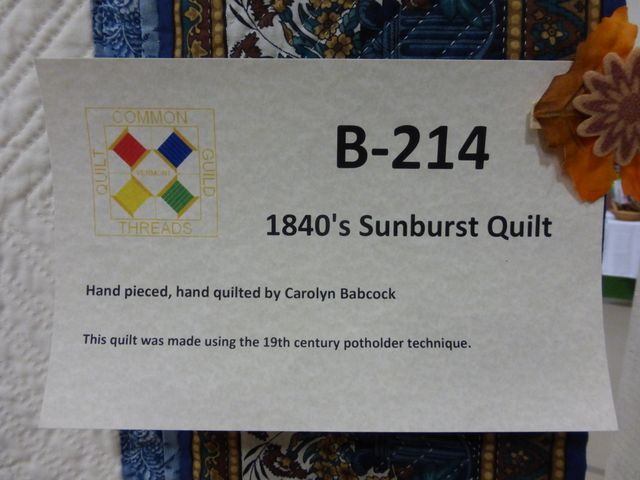 COMMON
QUILT
GUILD
VERMONT
THREADS
B-214
1840's Sunburst Quilt
Hand pieced, hand quilted by Carolyn Babcock
This quilt was made using the 19th century potholder technique.